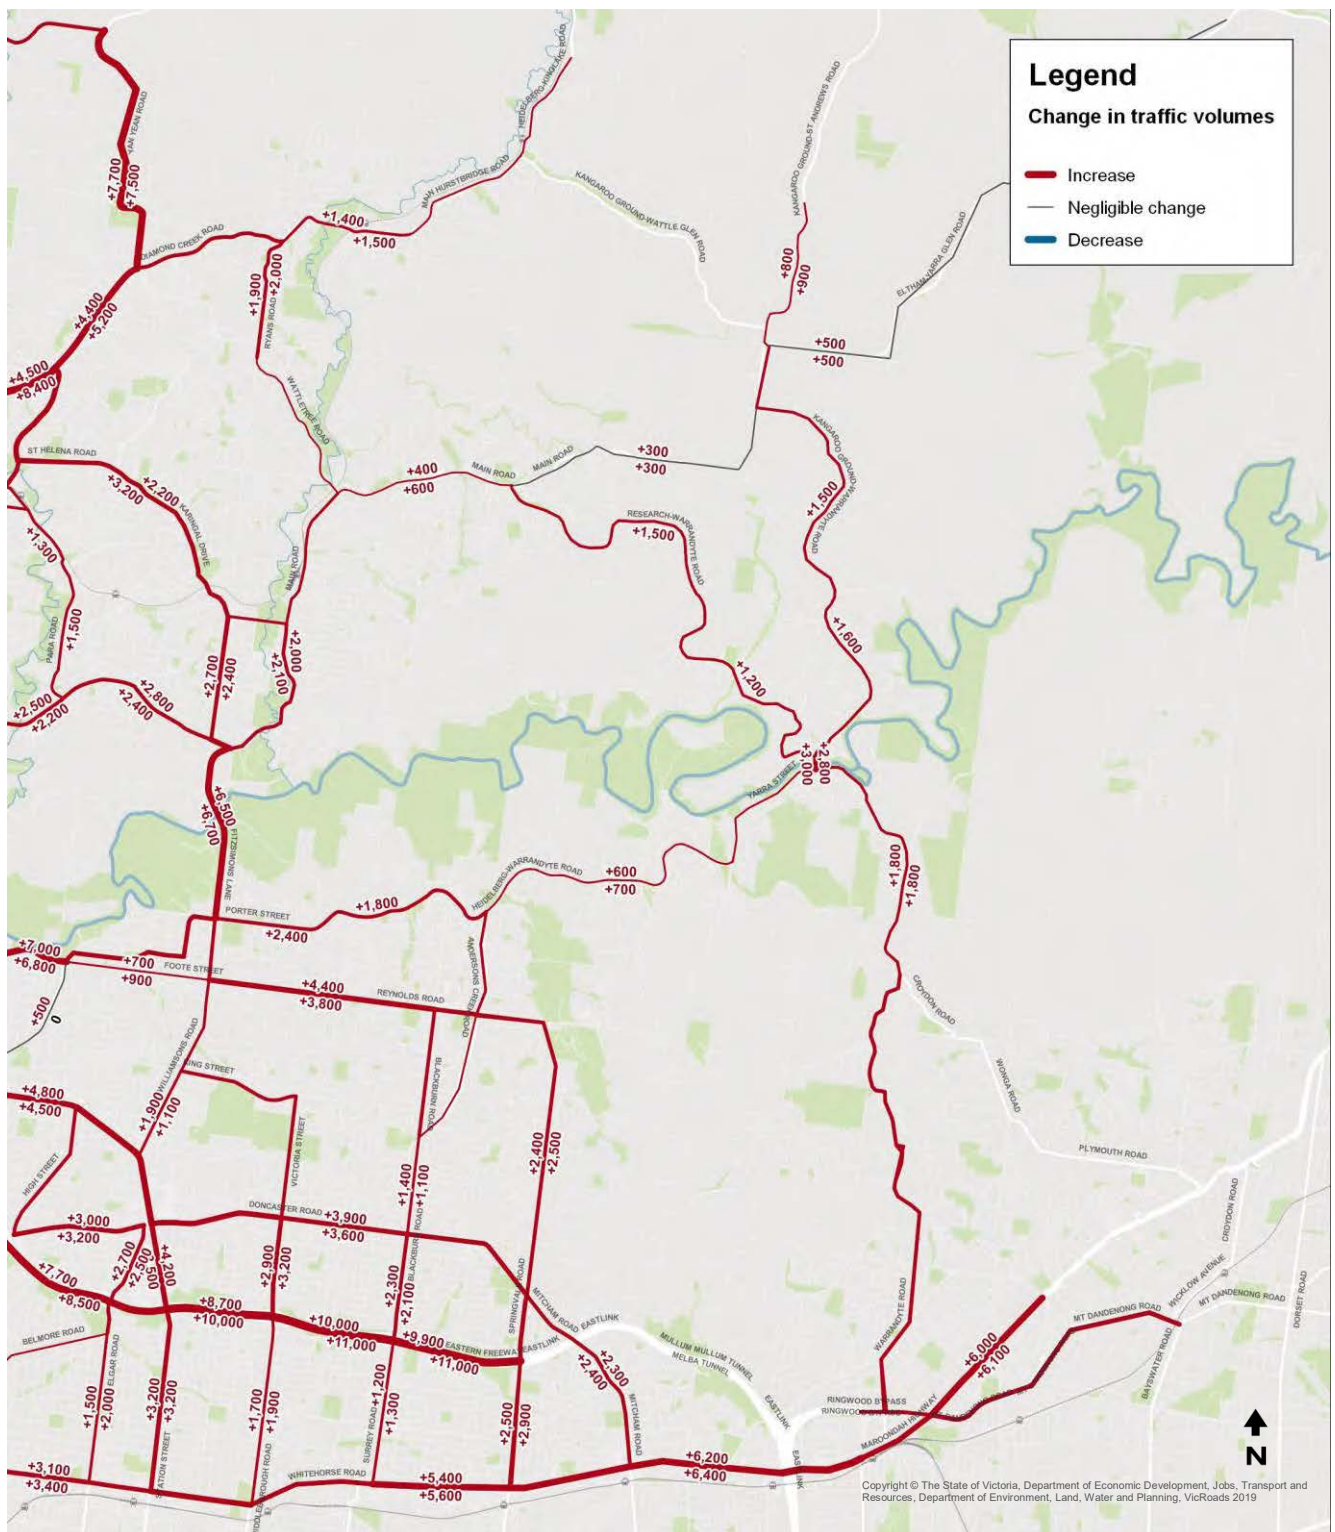 Legend
Change in traffic volumes
Increase
Negligible change
Decrease
HEIDELBERG-KINGLAKE ROAD
KANGAROO GROUND-ST ANDREWS ROAD
YAN YEAN ROAD
+7,700
+7,500
MAIN HURSTBRIDGE ROAD
KANGAROO GROUND-WATTLE GLEN ROAD
+1,400
+1,500
DIAMOND CREEK ROAD
ELTHAM-YARRA GLEN ROAD
+1,900
+2,000
+800
+900
RYANS ROAD
+4,400
+5,200
+500
+500
+4,500
+8,400
WATTLETREE ROAD
ST HELENA ROAD
+300
+300
MAIN ROAD
MAIN ROAD
+400
+600
KANGAROO GROUND-WARRANDYTE ROAD
+2,200
+3,200
KARINGAL DRIVE
+1,500
RESEARCH-WARRANDYTE ROAD
+1,500
+1,300
MAIN ROAD
+1,500
PARA ROAD
+2,000
+2,100
+1,600
+2,700
+2,400
+1,200
+2,800
+2,400
+2,500
+2,200
+2,800
+3,000
YARRA STREET
+6,500
+6,700
FITZSIMONS LANE
HEIDELBERG-WARRANDYTE ROAD
+600
+700
+1,800
+1,800
PORTER STREET
+1,800
+2,400
+7,000
+6,800
+700
+900
FOOTE STREET
ANDERSONS CREEK ROAD
+4,400
+3,800
REYNOLDS ROAD
CROYDON ROAD
+500
0
WILLIAMSONS ROAD
KING STREET
BLACKBURN ROAD
WONGA ROAD
+4,800
+4,500
+1,900
+1,100
VICTORIA STREET
+2,400
+2,500
PLYMOUTH ROAD
HIGH STREET
+1,400
+1,100
DONCASTER ROAD
+3,900
+3,600
BLACKBURN ROAD
CROYDON ROAD
+3,000
+3,200
+2,700
+2,500
+4,200
+2,900
+3,200
+2,300
+2,100
SPRINGVALE ROAD
MITCHAM ROAD
WICKLOW AVENUE
+7,700
+8,500
+8,700
+10,000
+10,000
+11,000
+9,900
+11,000
EASTERN FREEWAY
EASTLINK
EASTLINK
MULLUM MULLUM TUNNEL
MELBA TUNNEL
WARRANDYTE ROAD
MT DANDENONG ROAD
MT DANDENONG ROAD
DORSET ROAD
BAYSWATER ROAD
BELMORE ROAD
ELGAR ROAD
+2,300
+2,400
+6,000
+6,100
EASTLINK
+1,500
+2,000
+3,200
+3,200
+1,700
+1,900
+1,200
+1,300
SURREY ROAD
+2,500
+2,900
MITCHAM ROAD
RINGWOOD BYPASS
MAROONDAH HIGHWAY
EASTLINK
STATION STREET
+3,100
+3,400
WHITEHORSE ROAD
+5,400
+5,600
+6,200
+6,400
N
Copyright © The State of Victoria, Department of Economic Development, Jobs, Transport and
Resources, Department of Environment, Land, Water and Planning, VicRoads 2019